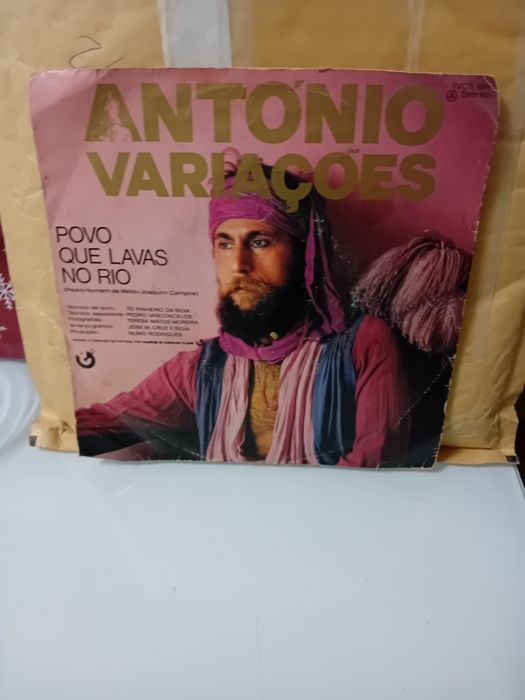 Stereo
ANTÓNIO
VARIAÇÕES
POVO
QUE LAVAS
NO RIO
(Pedro Homem de Mello/Joaquim Campos)
Técnico de som: TÓ PINHEIRO DA SILVA
Técnico assistente: PEDRO VASCONCELOS
Fotografias: TERESA MATOS MOREIRA
Arranjo gráfico: JOSÉ M. CRUZ E SILVA
Produção: NUNO RODRIGUES